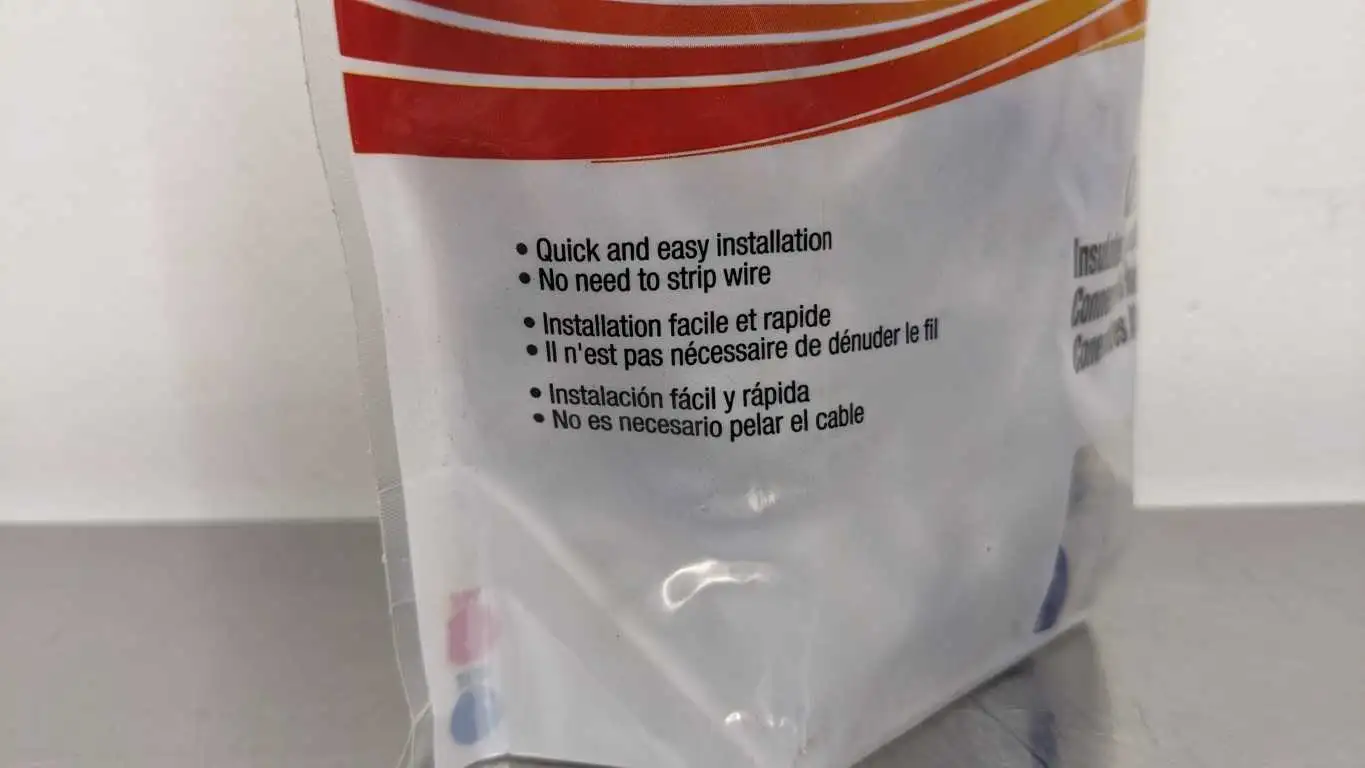 • Quick and easy installation
• No need to strip wire
• Installation facile et rapide
• Il n'est pas nécessaire de dénuder le fil
• Instalación fácil y rápida
• No es necesario pelar el cable